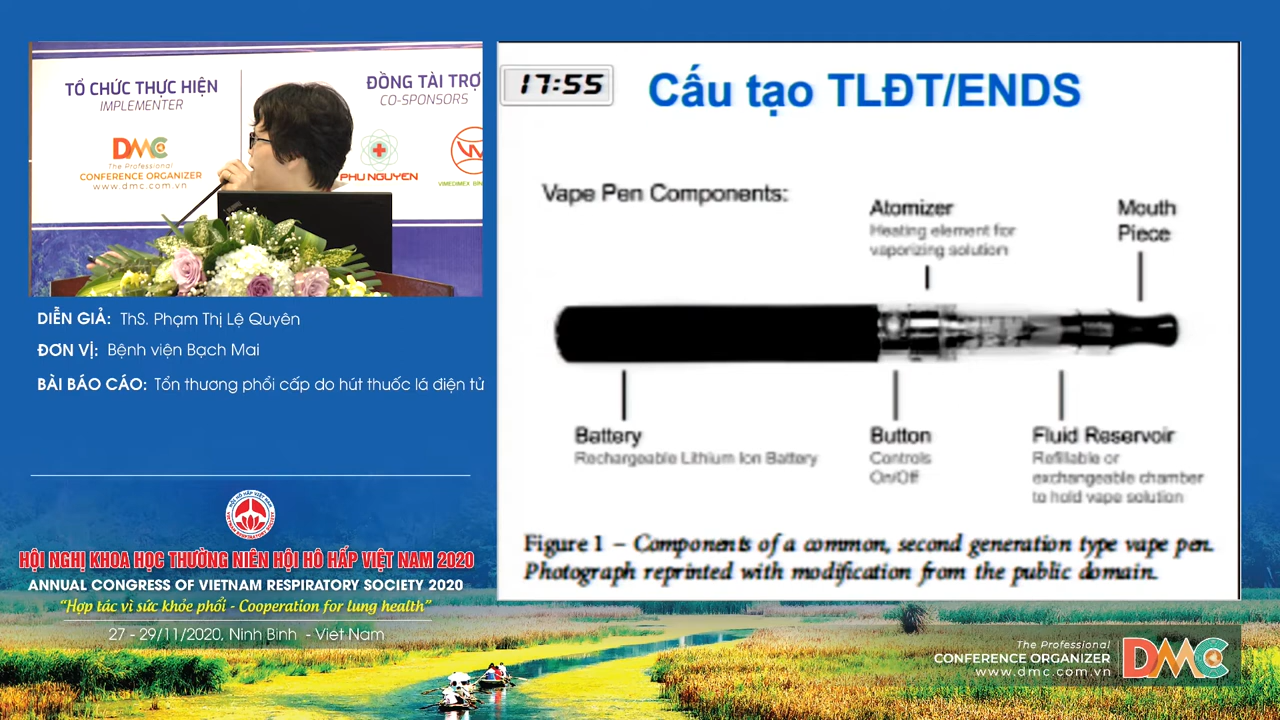 TỔ CHỨC THỰC HIỆN
IMPLEMENTER
DMC
The Professional
CONFERENCE ORGANIZER
www.dmc.com.vn
ĐỒNG TÀI TRỢ
CO-SPONSORS
PHU NGUYEN
VIMEDIMEX
DIỄN GIẢ: ThS. Phạm Thị Lệ Quyên
ĐƠN VỊ: Bệnh viện Bạch Mai
BÀI BÁO CÁO: Tổn thương phổi cấp do hút thuốc lá điện tử
HỘI NGHỊ KHOA HỌC THƯỜNG NIÊN HỘI HÔ HẤP VIỆT NAM 2020
ANNUAL CONGRESS OF VIETNAM RESPIRATORY SOCIETY 2020
“Hợp tác vì sức khỏe phổi - Cooperation for lung health”
27 - 29/11/2020, Ninh Binh - Viet Nam
17:55
Cấu tạo TLĐT/ENDS
Vape Pen Components:
Atomizer
Heating element for
vaporizing solution
Mouth
Piece
Battery
Rechargeable Lithium Ion Battery
Button
Controls
On/Off
Fluid Reservoir
Refillable or
exchangeable chamber
to hold vape solution
Figure 1 – Components of a common, second generation type vape pen.
Photograph reprinted with modification from the public domain.
The Professional
CONFERENCE ORGANIZER
www.dmc.com.vn
DMC